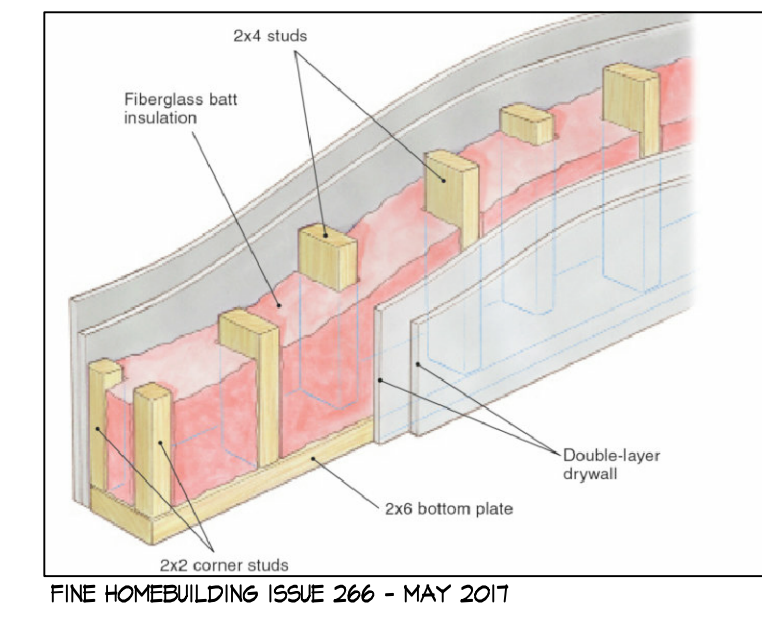 2x4 studs
Fiberglass batt
insulation
Double-layer
drywall
2x6 bottom plate
2x2 corner studs
FINE HOMEBUILDING ISSUE 266 - MAY 2017